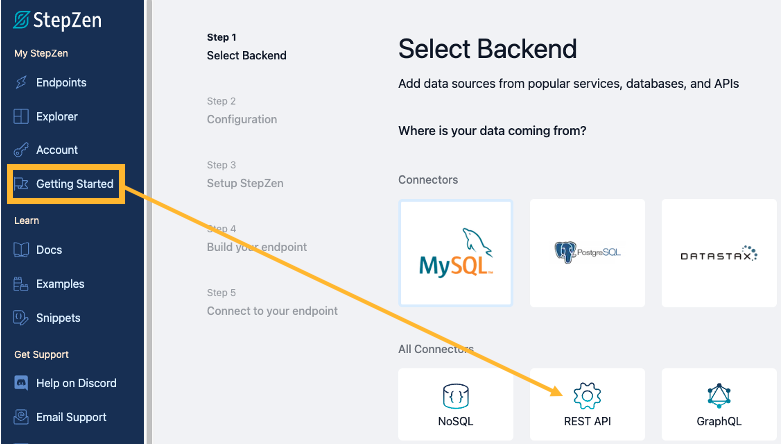 StepZen
My StepZen
Endpoints
Explorer
Account
Getting Started
Learn
Docs
Examples
Snippets
Get Support
Help on Discord
Email Support
Step 1
Select Backend
Step 2
Configuration
Step 3
Setup StepZen
Step 4
Build your endpoint
Step 5
Connect to your endpoint
Select Backend
Add data sources from popular services, databases, and APIs
Where is your data coming from?
Connectors
MySQL™
PostgreSQL
DATASTAX
All Connectors
NoSQL
REST API
GraphQL